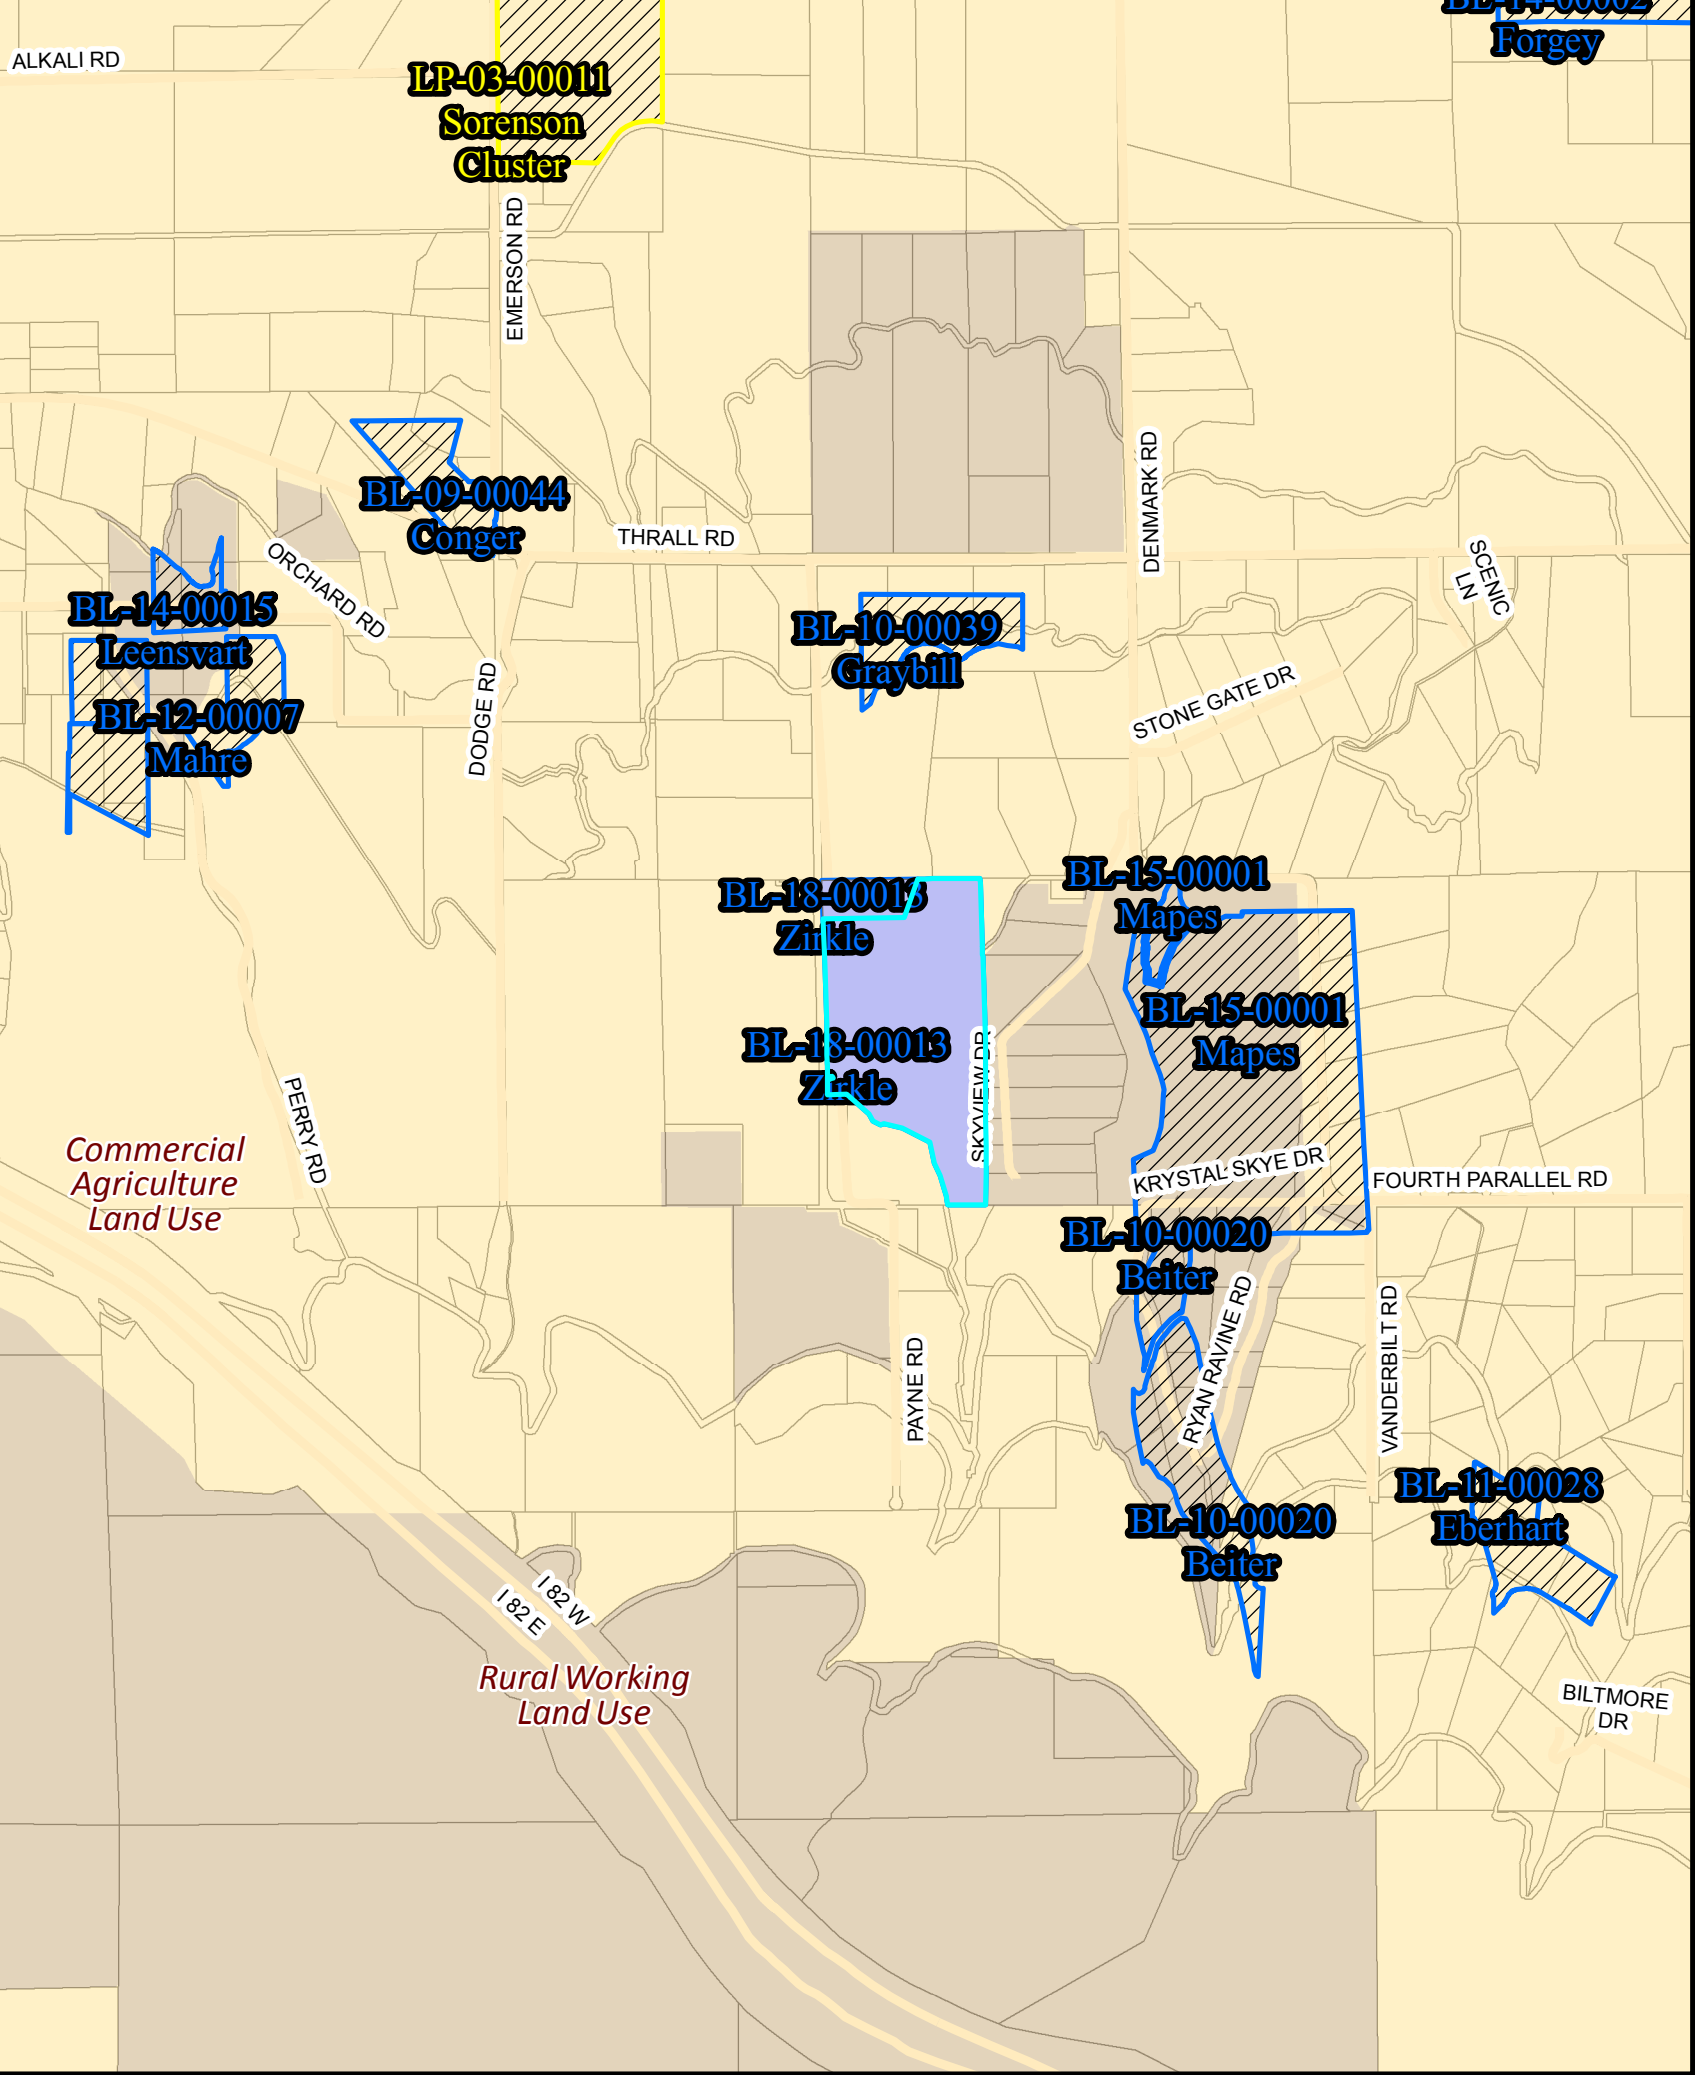 BL-14-00002
Forgey
ALKALI RD
LP-03-00011
Sorenson
Cluster
EMERSON RD
BL-09-00044
Conger
THRALL RD
DENMARK RD
SCENIC
LN
ORCHARD RD
BL-14-00015
Leensvart
BL-12-00007
Mahre
DODGE RD
BL-10-00039
Graybill
STONE GATE DR
BL-18-00013
Zirkle
BL-15-00001
Mapes
BL-15-00001
Mapes
BL-18-00013
Zirkle
SKYVIEW DR
PERRY RD
Commercial
Agriculture
Land Use
KRYSTAL SKYE DR
FOURTH PARALLEL RD
BL-10-00020
Beiter
RYAN RAVINE RD
VANDERBILT RD
PAYNE RD
BL-11-00028
Eberhart
BL-10-00020
Beiter
I 82 W
I 82 E
Rural Working
Land Use
BILTMORE
DR